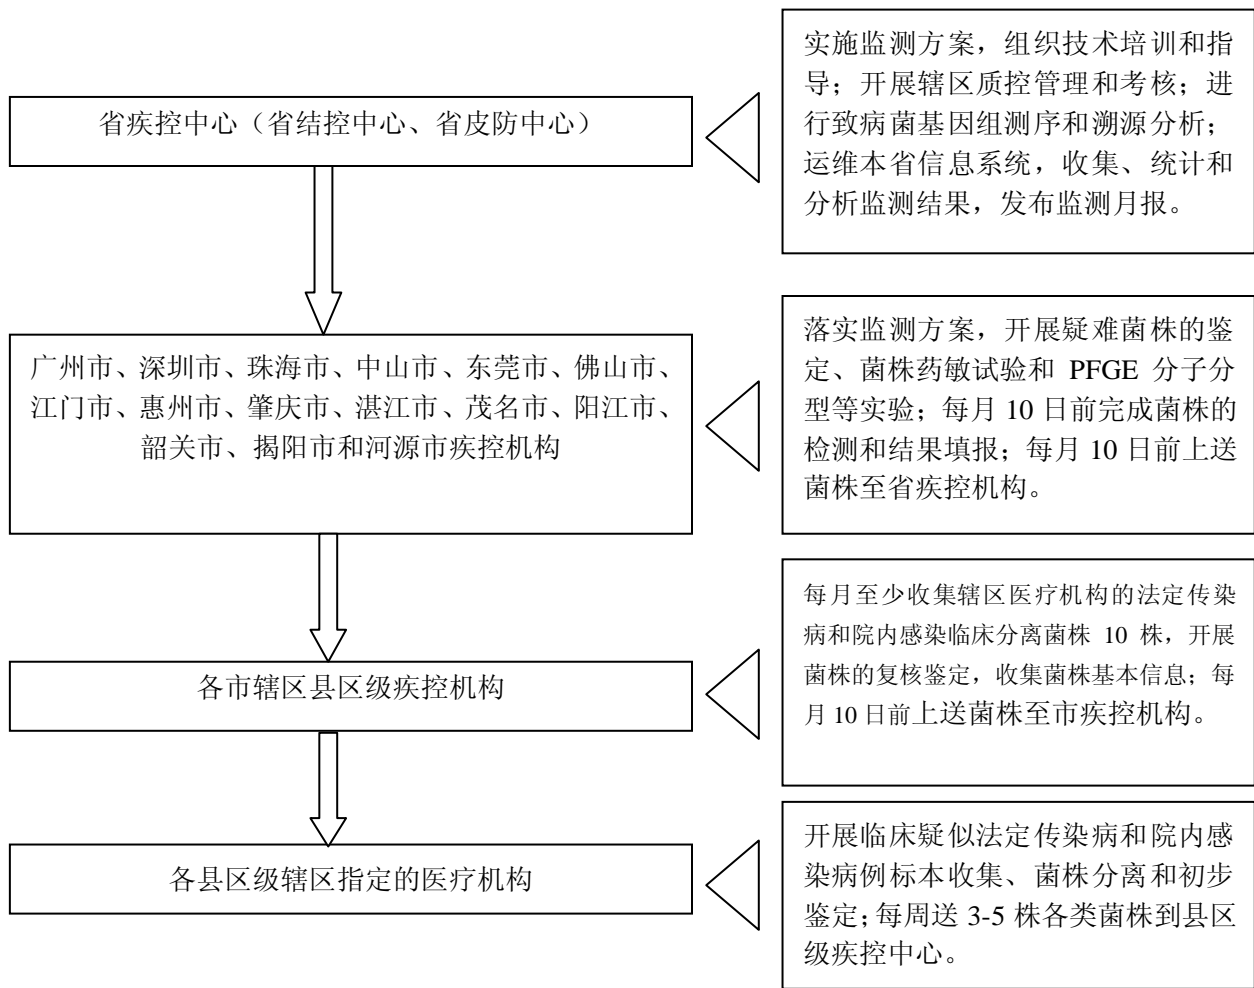 省疾控中心（省结控中心、省皮防中心）
实施监测方案，组织技术培训和指
导；开展辖区质控管理和考核；进
行致病菌基因组测序和溯源分析；
运维本省信息系统，收集、统计和
分析监测结果，发布监测月报。
广州市、深圳市、珠海市、中山市、东莞市、佛山市、
江门市、惠州市、肇庆市、湛江市、茂名市、阳江市、
韶关市、揭阳市和河源市疾控机构
落实监测方案，开展疑难菌株的鉴
定、菌株药敏试验和 PFGE 分子分
型等实验；每月 10 日前完成菌株的
检测和结果填报；每月 10 日前上送
菌株至省疾控机构。
各市辖区县区级疾控机构
每月至少收集辖区医疗机构的法定传染
病和院内感染临床分离菌株 10 株，开展
菌株的复核鉴定，收集菌株基本信息；每
月 10 日前上送菌株至市疾控机构。
各县区级辖区指定的医疗机构
开展临床疑似法定传染病和院内感
染病例标本收集、菌株分离和初步
鉴定；每周送 3-5 株各类菌株到县区
级疾控中心。